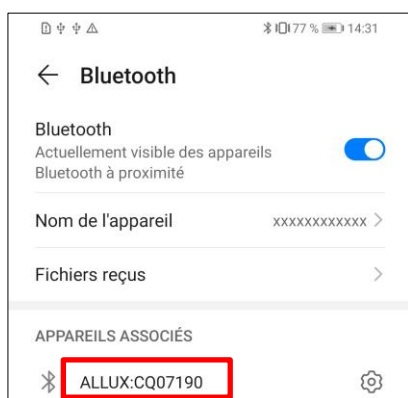 77 % 14:31
Bluetooth
Bluetooth
Actuellement visible des appareils
Bluetooth à proximité
Nom de l'appareil xxxxxxxxxxxx
Fichiers reçus
APPAREILS ASSOCIÉS
ALLUX:CQ07190